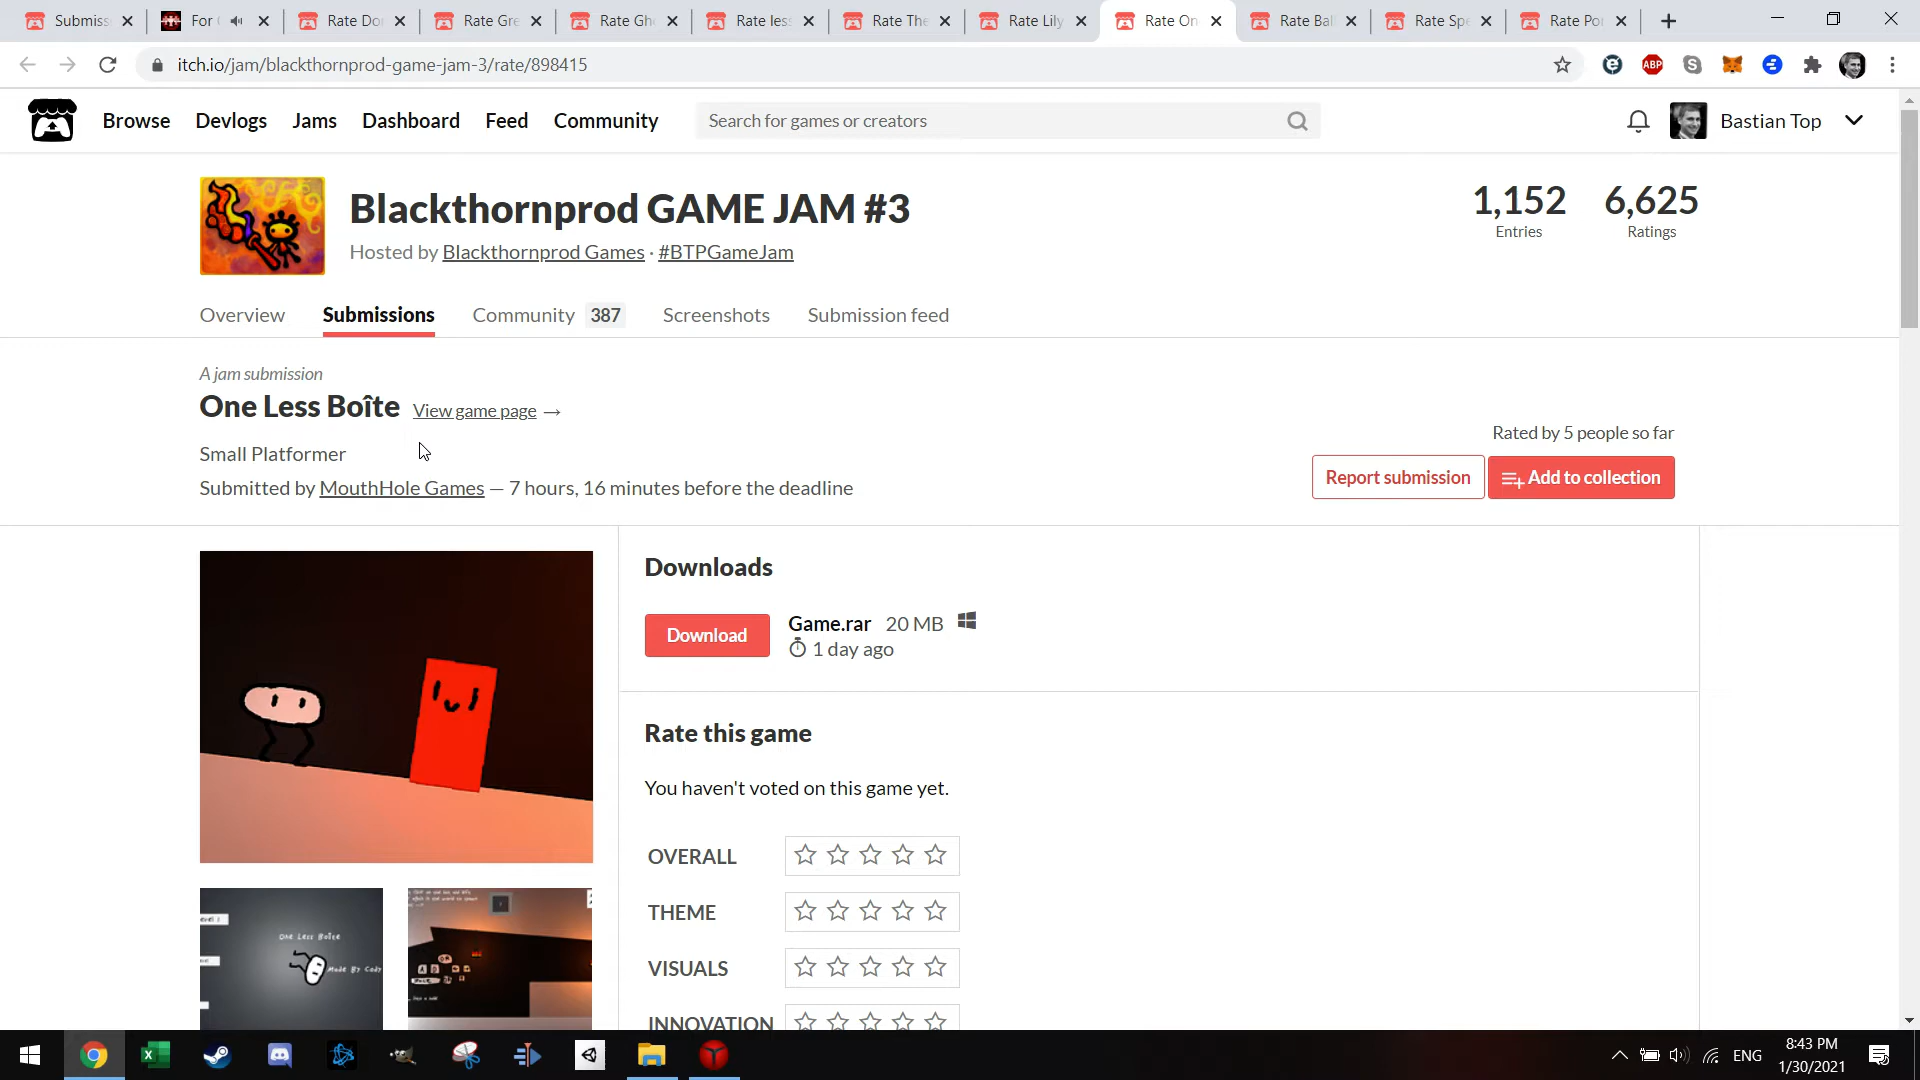 Submiss
For (
Rate Do
Rate Gre
Rate Gh
Rate les
Rate The
Rate Lily
Rate On
Rate Bal
Rate Spe
Rate Po
itch.io/jam/blackthornprod-game-jam-3/rate/898415
ABP
Browse
Devlogs
Jams
Dashboard
Feed
Community
Search for games or creators
Bastian Top
Blackthornprod GAME JAM #3
Hosted by Blackthornprod Games · #BTPGameJam
1,152
Entries
6,625
Ratings
Overview
Submissions
Community 387
Screenshots
Submission feed
A jam submission
One Less Boîte View game page →
Small Platformer
Submitted by MouthHole Games — 7 hours, 16 minutes before the deadline
Rated by 5 people so far
Report submission
Add to collection
Downloads
Download
Game.rar 20 MB
1 day ago
Rate this game
You haven't voted on this game yet.
OVERALL
THEME
VISUALS
INNOVATION
One Less Boîte
Made By Cody
ENG
8:43 PM
1/30/2021